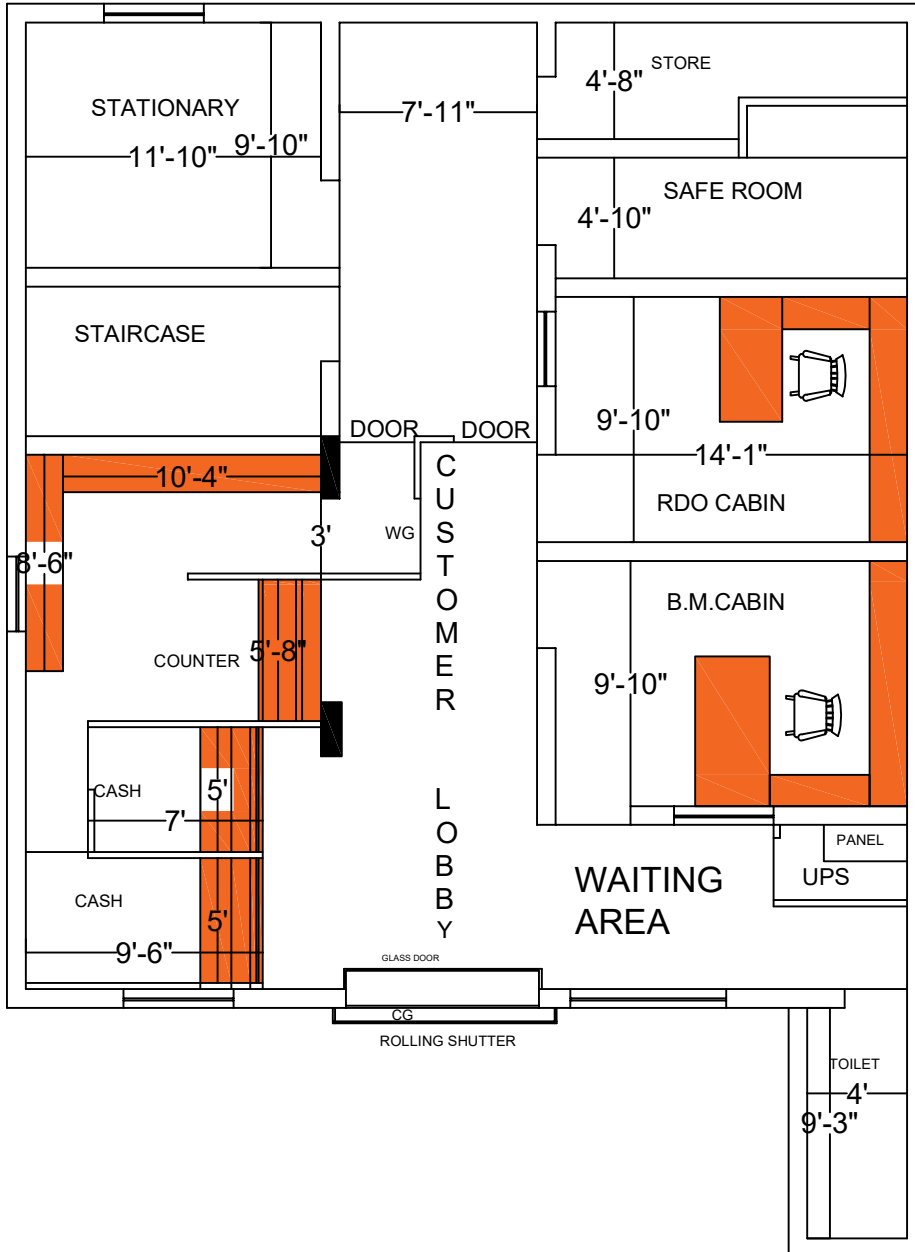 STORE
4'-8"
STATIONARY
7'-11"
9'-10"
11'-10"
SAFE ROOM
4'-10"
STAIRCASE
9'-10"
DOOR
DOOR
14'-1"
10'-4"
RDO CABIN
3'
WG
8'-6"
CUSTOMER LOBBY
B.M.CABIN
5'-8"
COUNTER
9'-10"
CASH
5'
7'
PANEL
UPS
WAITING
AREA
CASH
5'
9'-6"
GLASS DOOR
CG
ROLLING SHUTTER
TOILET
4'
9'-3"